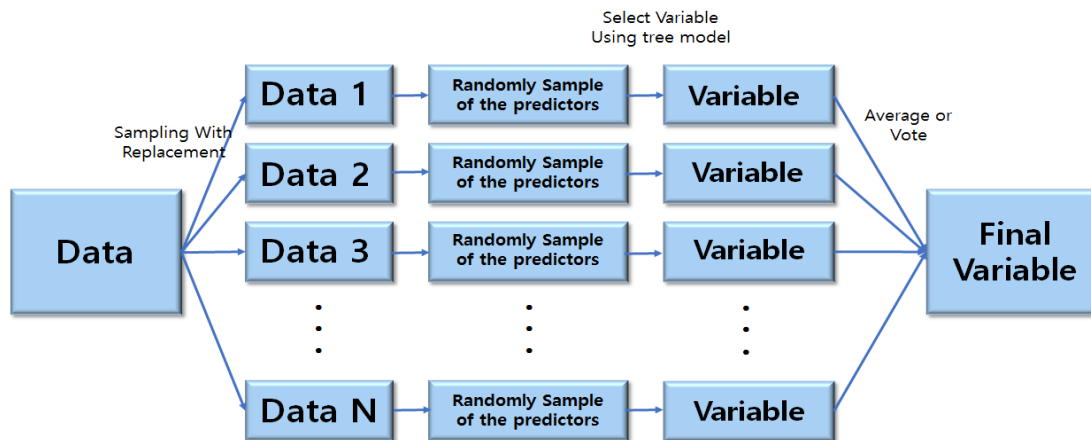 Select Variable
Using tree model
Sampling With
Replacement
Average or
Vote
Data
Data 1
Randomly Sample
of the predictors
Variable
Data 2
Randomly Sample
of the predictors
Variable
Data 3
Randomly Sample
of the predictors
Variable
Data N
Randomly Sample
of the predictors
Variable
Final
Variable